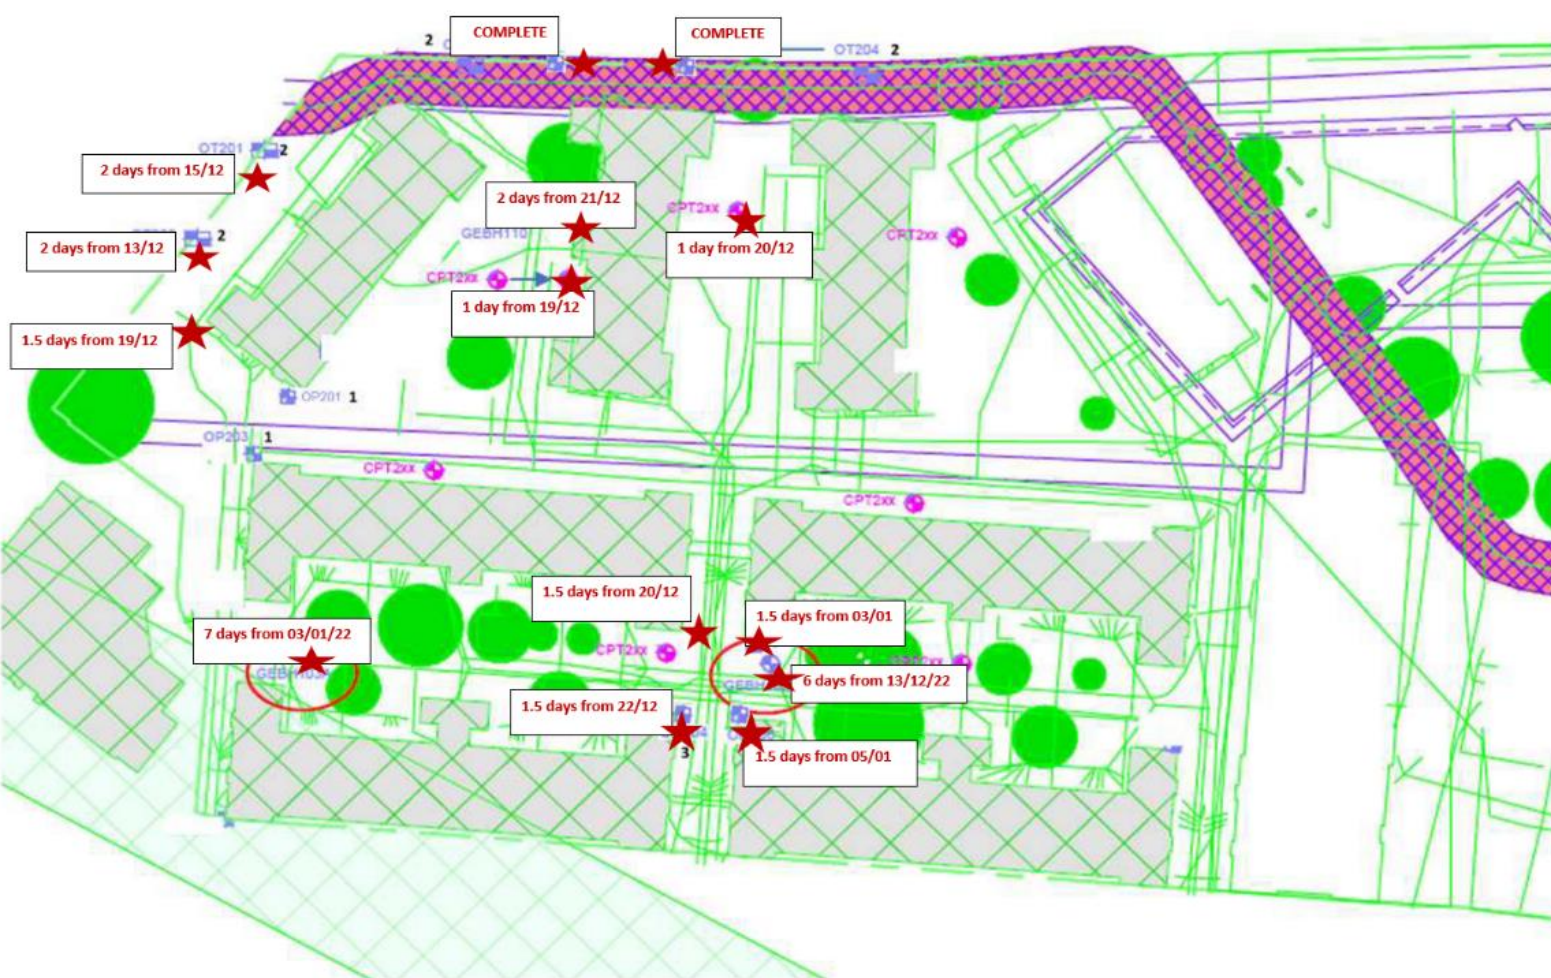 COMPLETE
COMPLETE
2
OT204 2
OT201 2
2 days from 15/12
2 days from 21/12
CPT2xx
2
GEBH110
CPT2xx
2 days from 13/12
1 day from 20/12
CPT2xx
1 day from 19/12
1.5 days from 19/12
OP201 1
OP203 1
CPT2xx
CPT2xx
1.5 days from 20/12
1.5 days from 03/01
7 days from 03/01/22
CPT2xx
6 days from 13/12/22
1.5 days from 22/12
3
1.5 days from 05/01